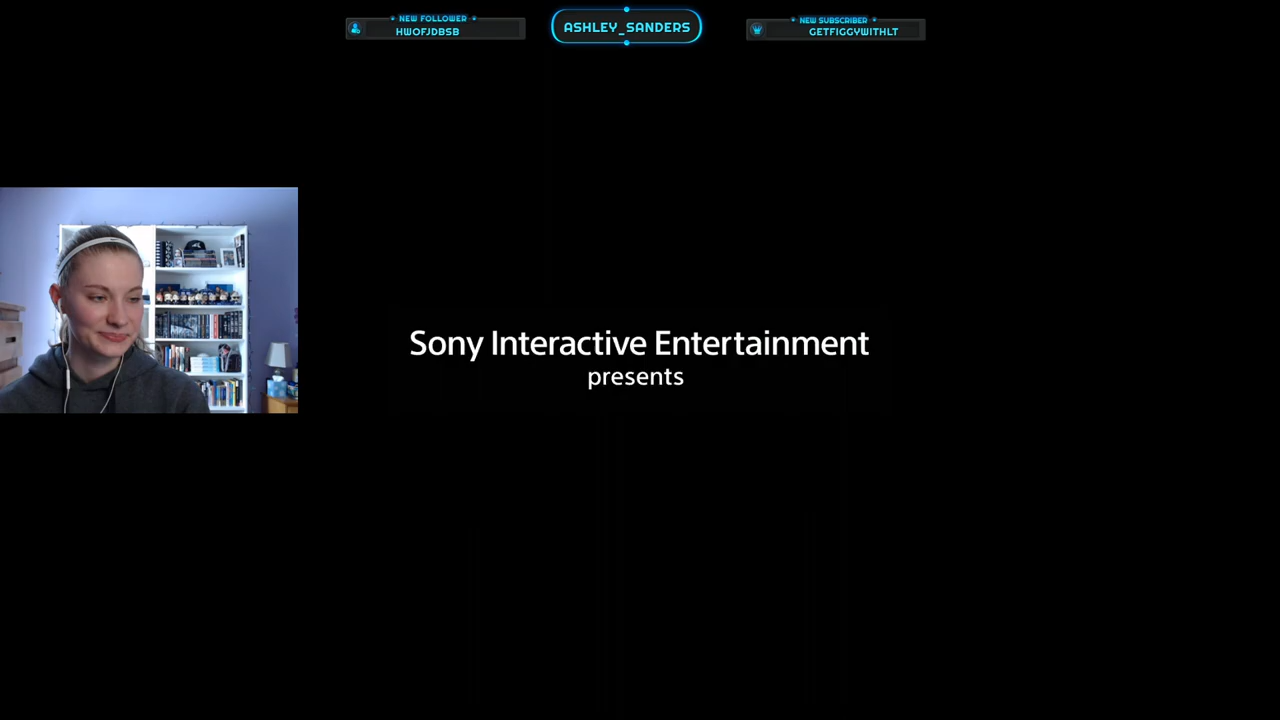 NEW FOLLOWER
HWOFJDBSB
ASHLEY_SANDERS
NEW SUBSCRIBER
GETFIGGYWITHLT
Sony Interactive Entertainment
presents